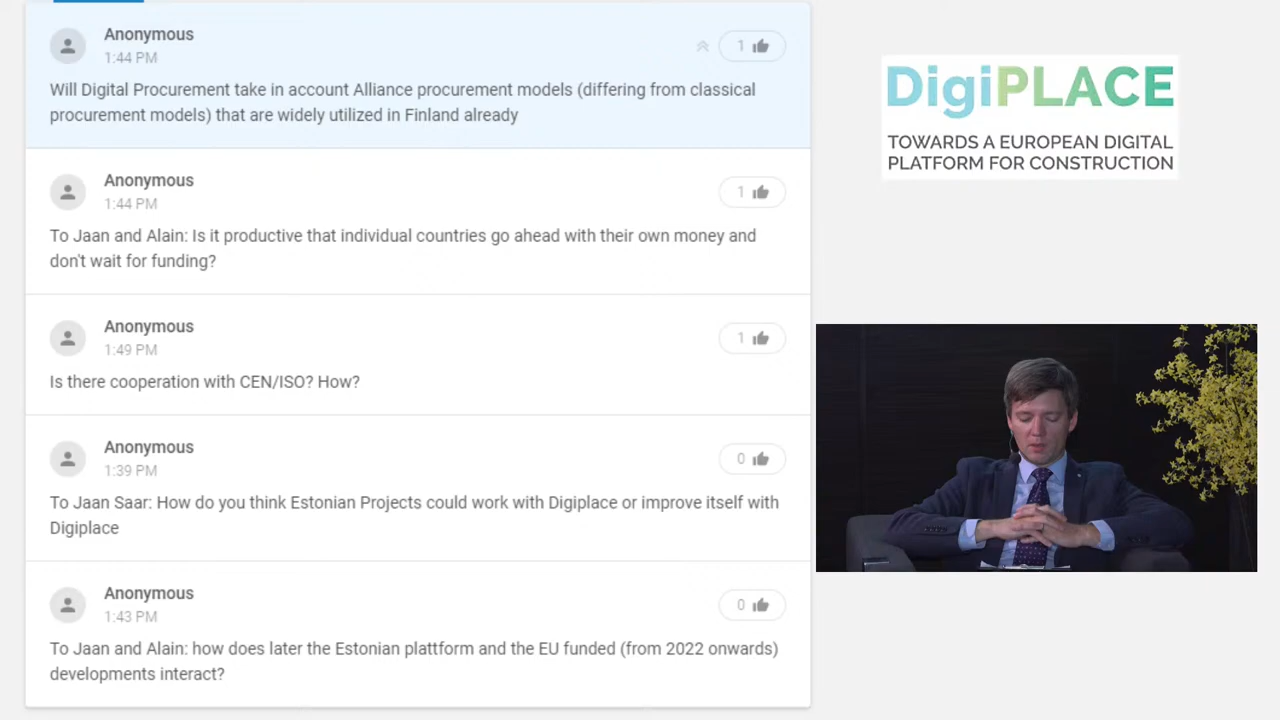 Anonymous
1:44 PM
1
Will Digital Procurement take in account Alliance procurement models (differing from classical
procurement models) that are widely utilized in Finland already
Anonymous
1:44 PM
1
To Jaan and Alain: Is it productive that individual countries go ahead with their own money and
don't wait for funding?
Anonymous
1:49 PM
1
Is there cooperation with CEN/ISO? How?
Anonymous
1:39 PM
0
To Jaan Saar: How do you think Estonian Projects could work with Digiplace or improve itself with
Digiplace
Anonymous
1:43 PM
0
To Jaan and Alain: how does later the Estonian plattform and the EU funded (from 2022 onwards)
developments interact?
DigiPLACE
TOWARDS A EUROPEAN DIGITAL
PLATFORM FOR CONSTRUCTION